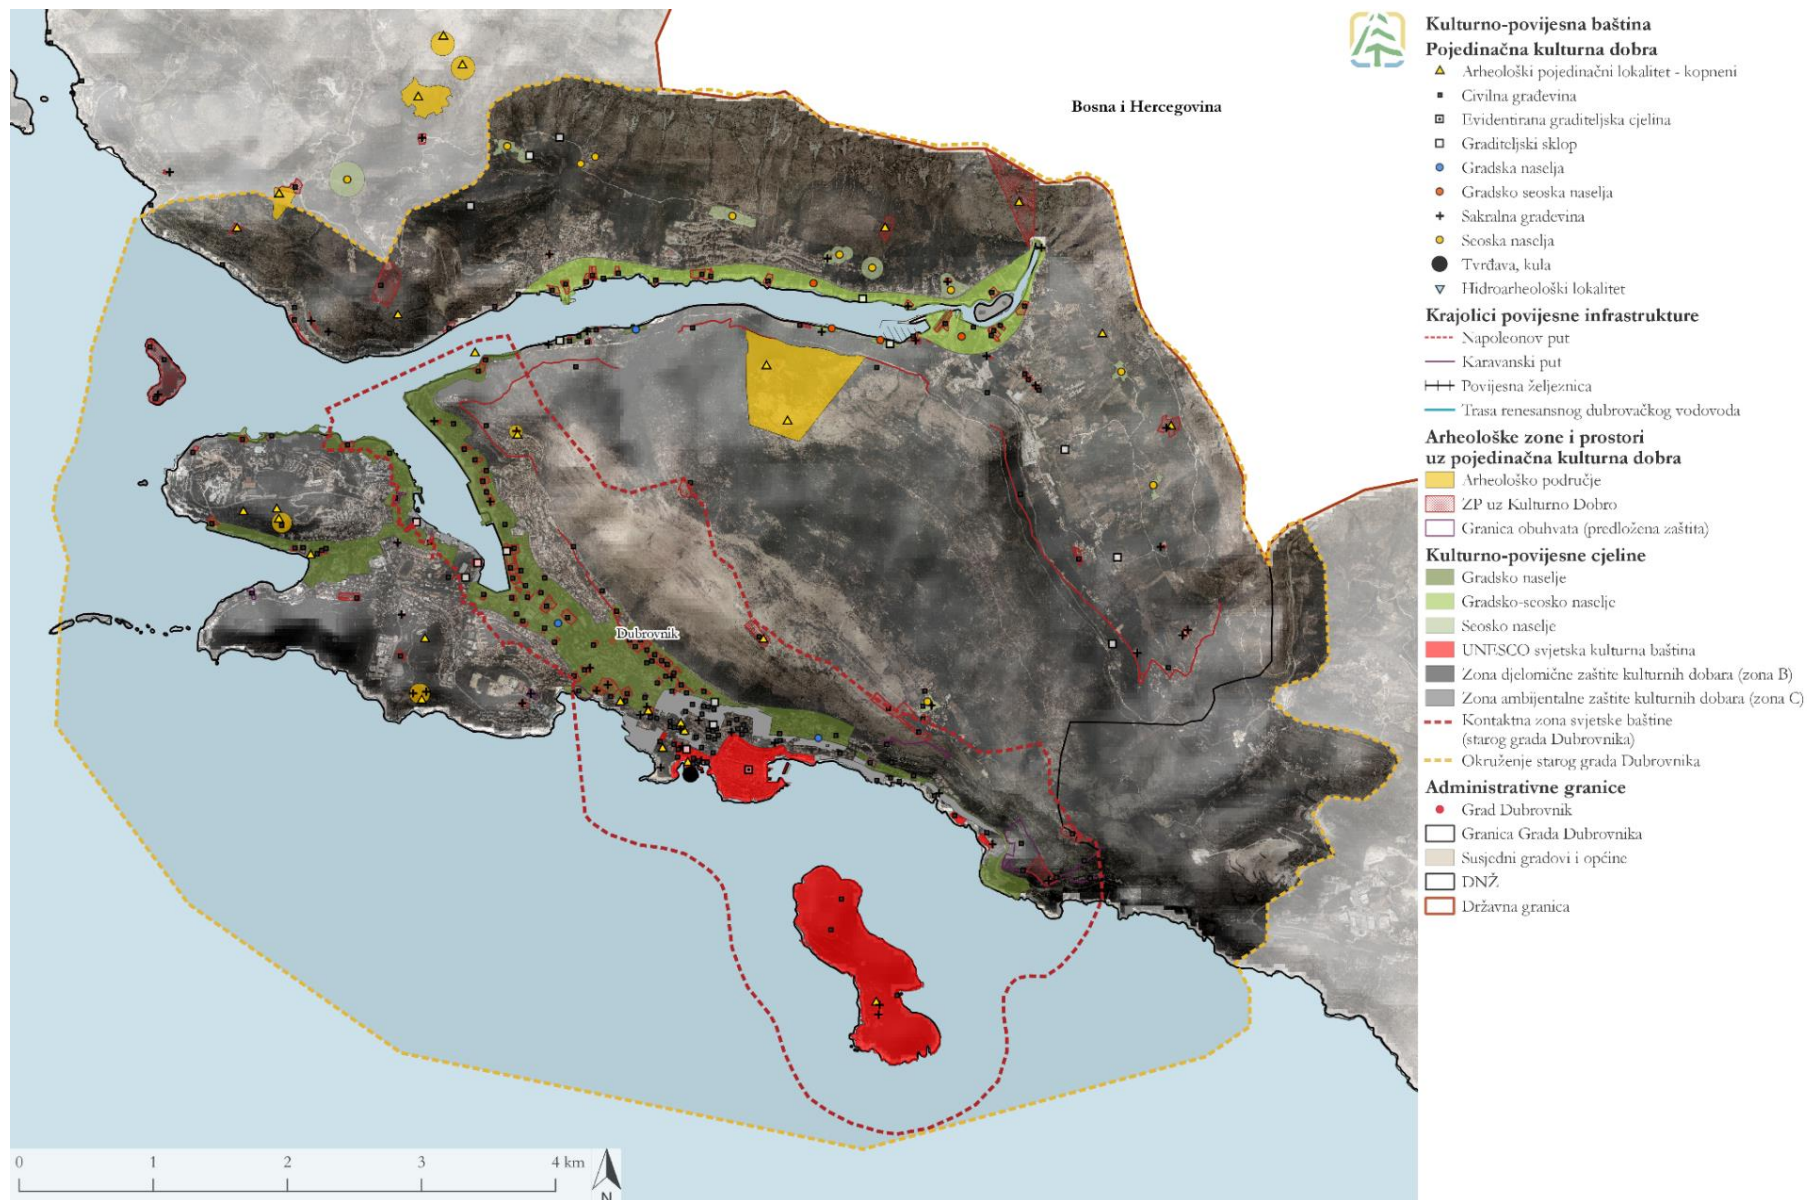 Kulturno-povijesna baština
Pojedinačna kulturna dobra
Arheološki pojedinačni lokalitet - kopneni
Civilna građevina
Evidentirana graditeljska cjelina
Graditeljski sklop
Gradska naselja
Gradsko seoska naselja
Sakralna građevina
Seoska naselja
Tvrđava, kula
Hidroarheološki lokalitet
Krajolici povijesne infrastrukture
Napoleonov put
Karavanski put
Povijesna željeznica
Trasa renesansnog dubrovačkog vodovoda
Arheološke zone i prostori
uz pojedinačna kulturna dobra
Arheološko područje
ZP uz Kulturno Dobro
Granica obuhvata (predložena zaštita)
Kulturno-povijesne cjeline
Gradsko naselje
Gradsko-seosko naselje
Seosko naselje
UNESCO svjetska kulturna baština
Zona djelomične zaštite kulturnih dobara (zona B)
Zona ambijentalne zaštite kulturnih dobara (zona C)
Kontaktna zona svjetske baštine
(starog grada Dubrovnika)
Okruženje starog grada Dubrovnika
Administrativne granice
Grad Dubrovnik
Granica Grada Dubrovnika
Susjedni gradovi i općine
DNŽ
Državna granica
Bosna i Hercegovina
Dubrovnik
0 1 2 3 4 km
N